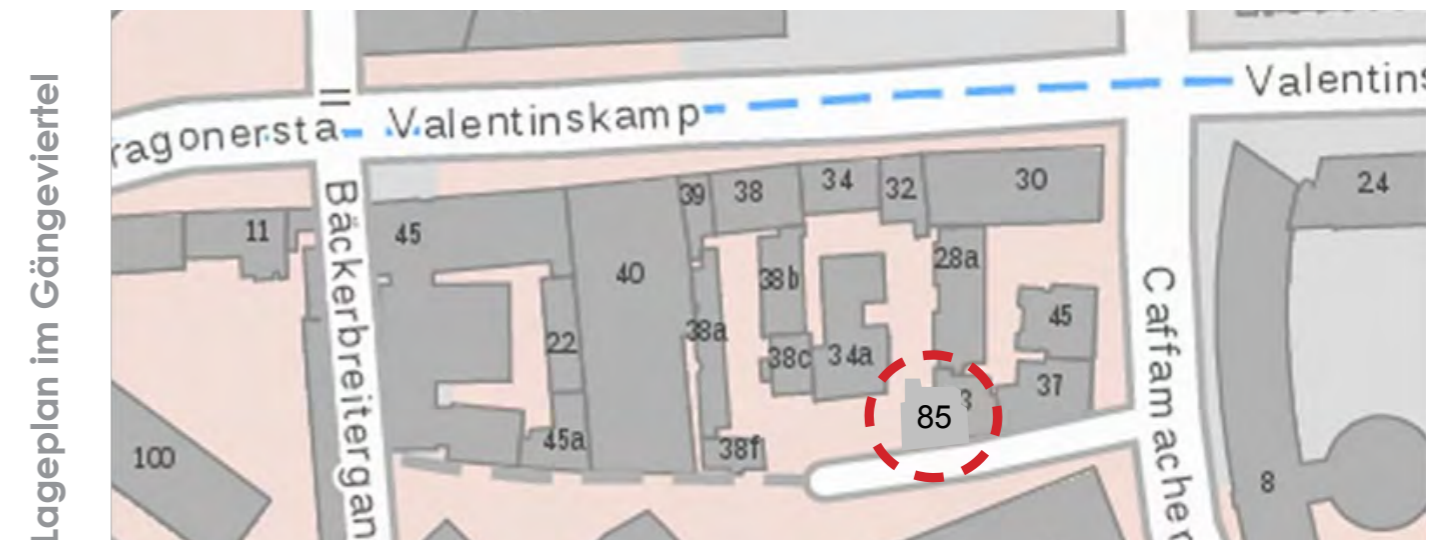 Lageplan im Gängeviertel
ragonersta
Valentinskamp
Valentins
Bäckerbreitergan
Caffamacher
11
45
40
39
38
34
32
30
24
38b
28a
45
22
38a
38c
34a
37
3
85
45a
38f
100
8